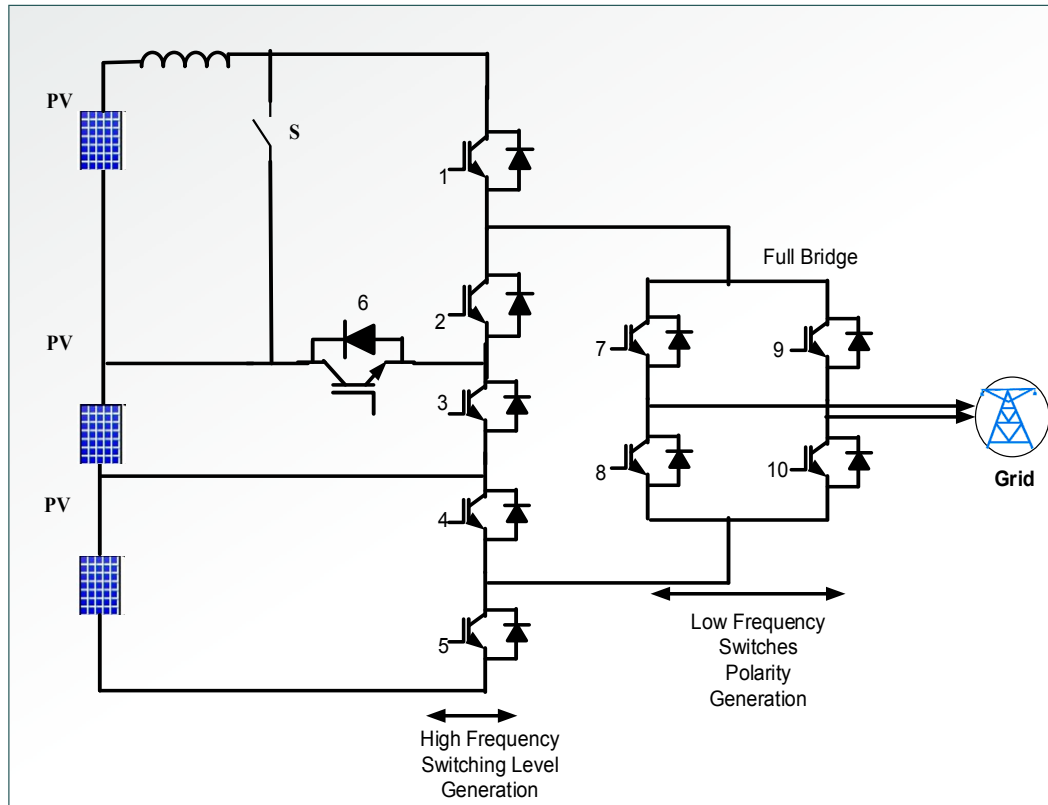 PV
S
1
Full Bridge
6
2
PV
7
9
3
8
10
Grid
PV
4
Low Frequency
Switches
Polarity
Generation
5
High Frequency
Switching Level
Generation